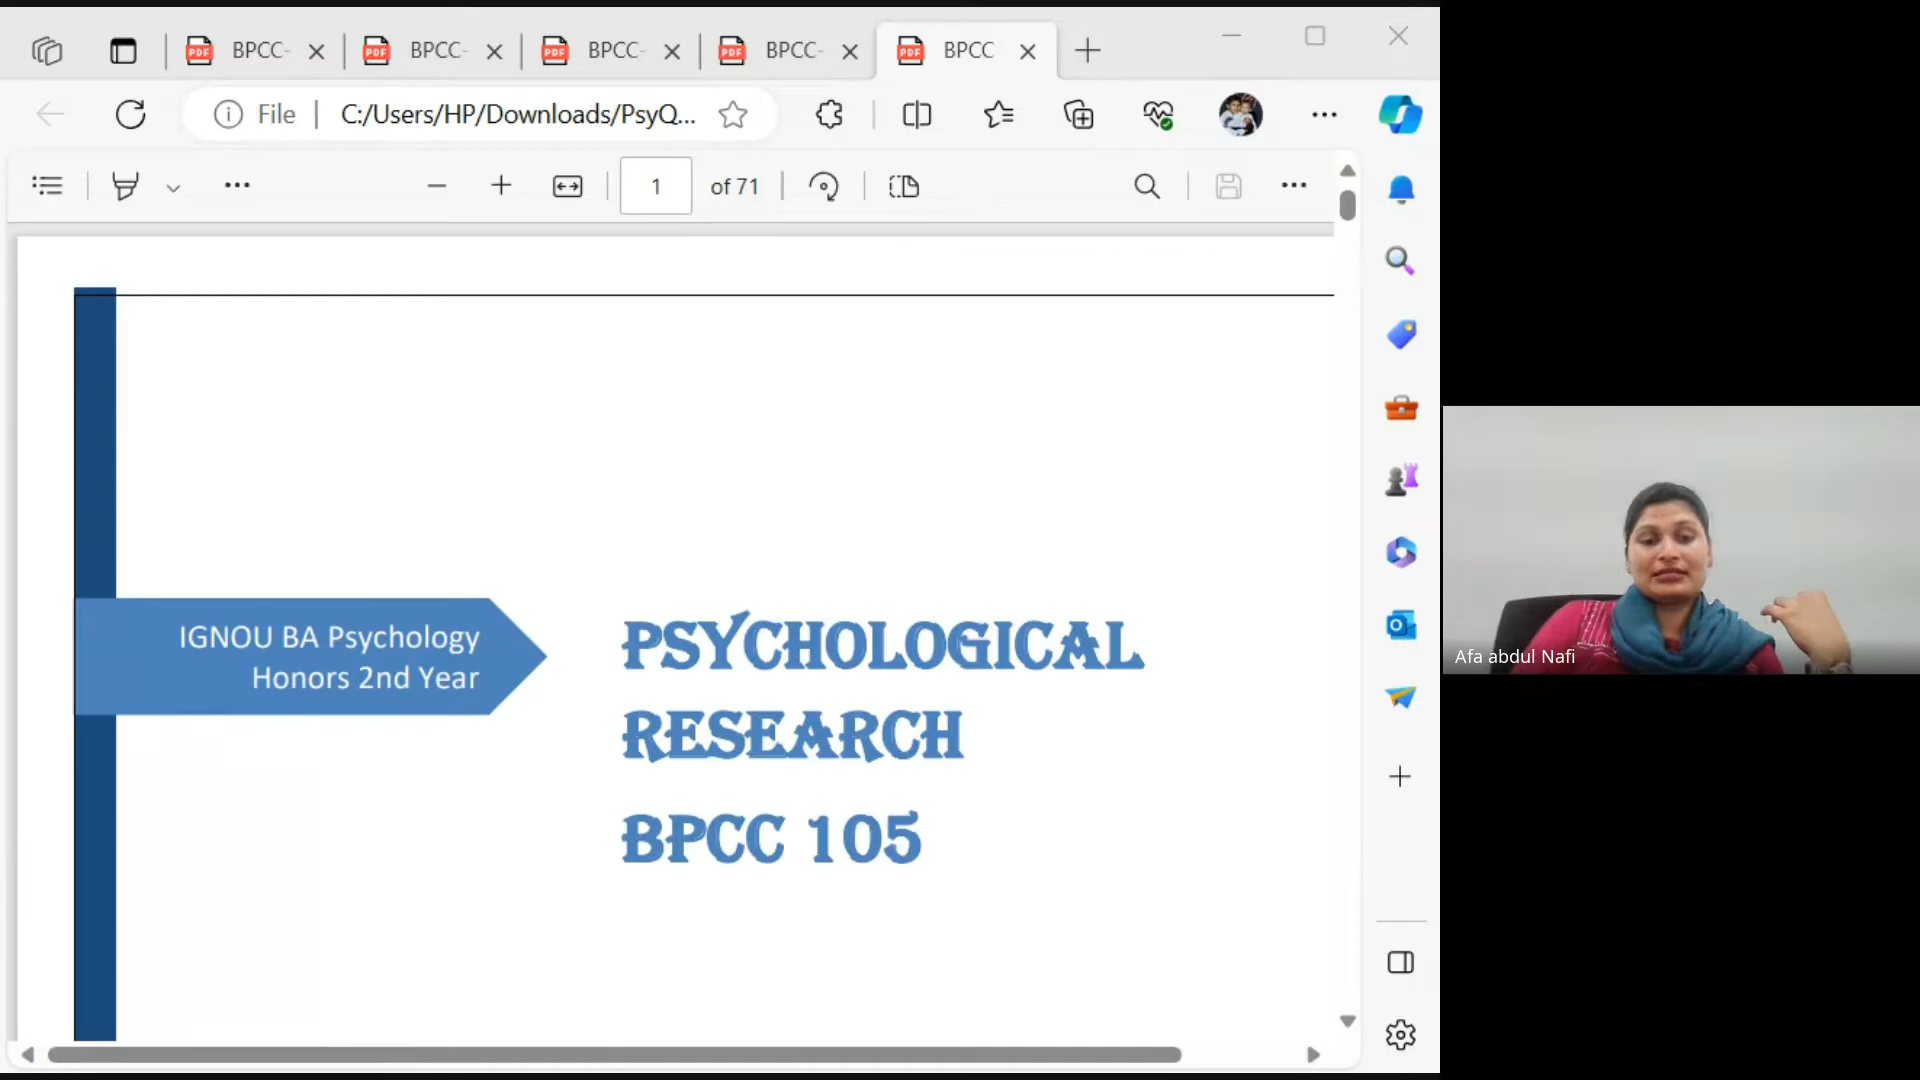 BPCC-
BPCC-
BPCC-
BPCC-
BPCC
File
C:/Users/HP/Downloads/PsyQ...
1 of 71
IGNOU BA Psychology
Honors 2nd Year
PSYCHOLOGICAL
RESEARCH
BPCC 105
Afa abdul Nafi